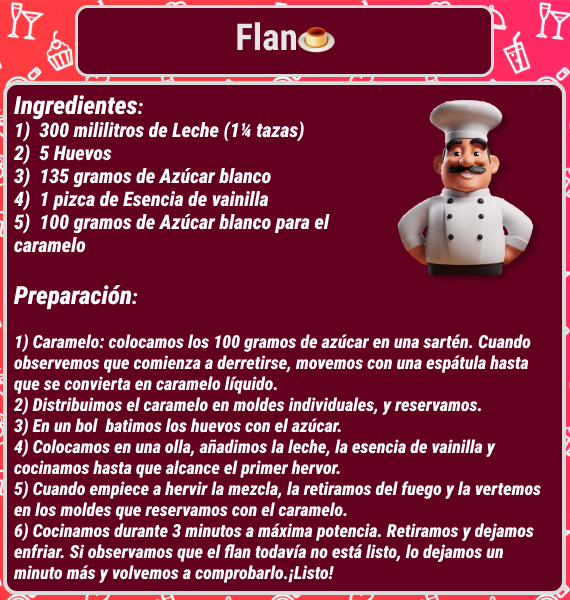 Flan🍮
Ingredientes:
1) 300 mililitros de Leche (1¼ tazas)
2) 5 Huevos
3) 135 gramos de Azúcar blanco
4) 1 pizca de Esencia de vainilla
5) 100 gramos de Azúcar blanco para el
caramelo
Preparación:
1) Caramelo: colocamos los 100 gramos de azúcar en una sartén. Cuando
observemos que comienza a derretirse, movemos con una espátula hasta
que se convierta en caramelo líquido.
2) Distribuimos el caramelo en moldes individuales, y reservamos.
3) En un bol batimos los huevos con el azúcar.
4) Colocamos en una olla, añadimos la leche, la esencia de vainilla y
cocinamos hasta que alcance el primer hervor.
5) Cuando empiece a hervir la mezcla, la retiramos del fuego y la vertemos
en los moldes que reservamos con el caramelo.
6) Cocinamos durante 3 minutos a máxima potencia. Retiramos y dejamos
enfriar. Si observamos que el flan todavía no está listo, lo dejamos un
minuto más y volvemos a comprobarlo.¡Listo!